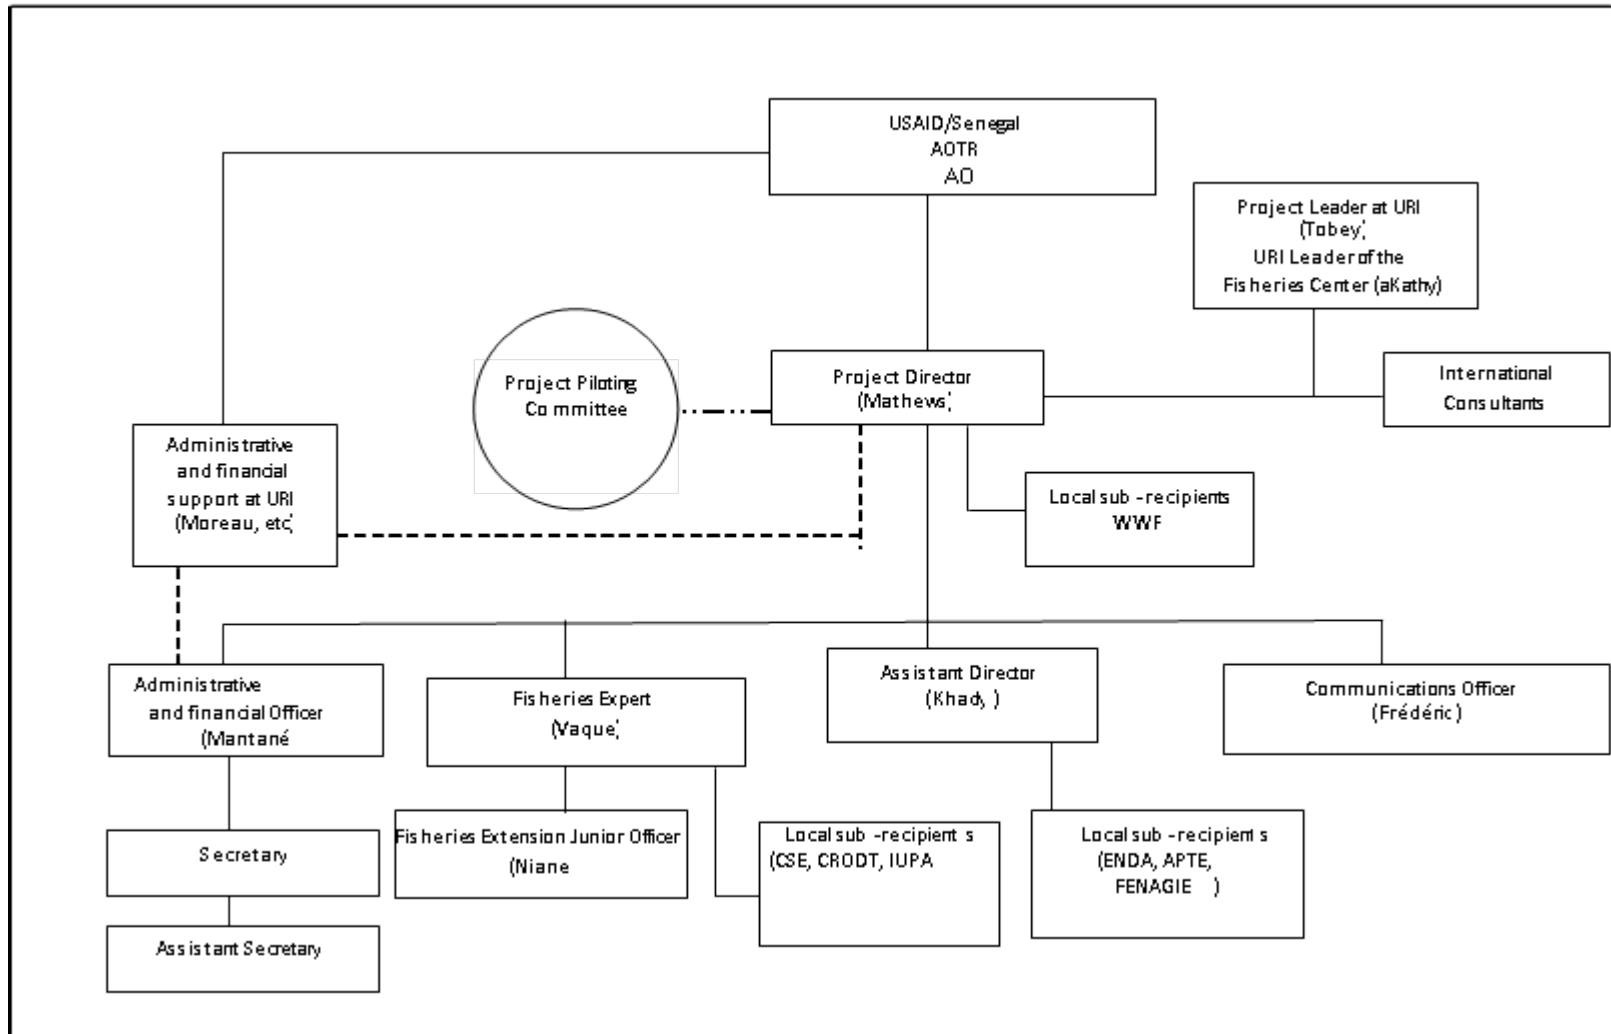 USAID/Senegal
AOTR
AO
Project Leader at URI
(Tobey)
URI Leader of the
Fisheries Center (aKathy)
Project Piloting
Committee
Project Director
(Mathews)
International
Consultants
Administrative
and financial
support at URI
(Moreau, etc)
Local sub-recipients
WWF
Administrative
and financial Officer
(Mantané
Fisheries Expert
(Vaque)
Assistant Director
(Khady)
Communications Officer
(Frédéric)
Secretary
Fisheries Extension Junior Officer
(Niane
Local sub-recipients
(CSE, CRODT, IUPA
Local sub-recipients
(ENDA, APTE,
FENAGIE )
Assistant Secretary